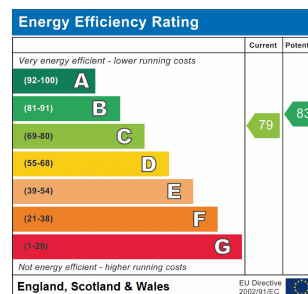 Energy Efficiency Rating
Current Poten
Very energy efficient - lower running costs
(92-100) A
(81-91) B
83
79
(69-80) C
(55-68) D
(39-54) E
(21-38) F
(1-20) G
Not energy efficient - higher running costs
England, Scotland & Wales
EU Directive
2002/91/EC